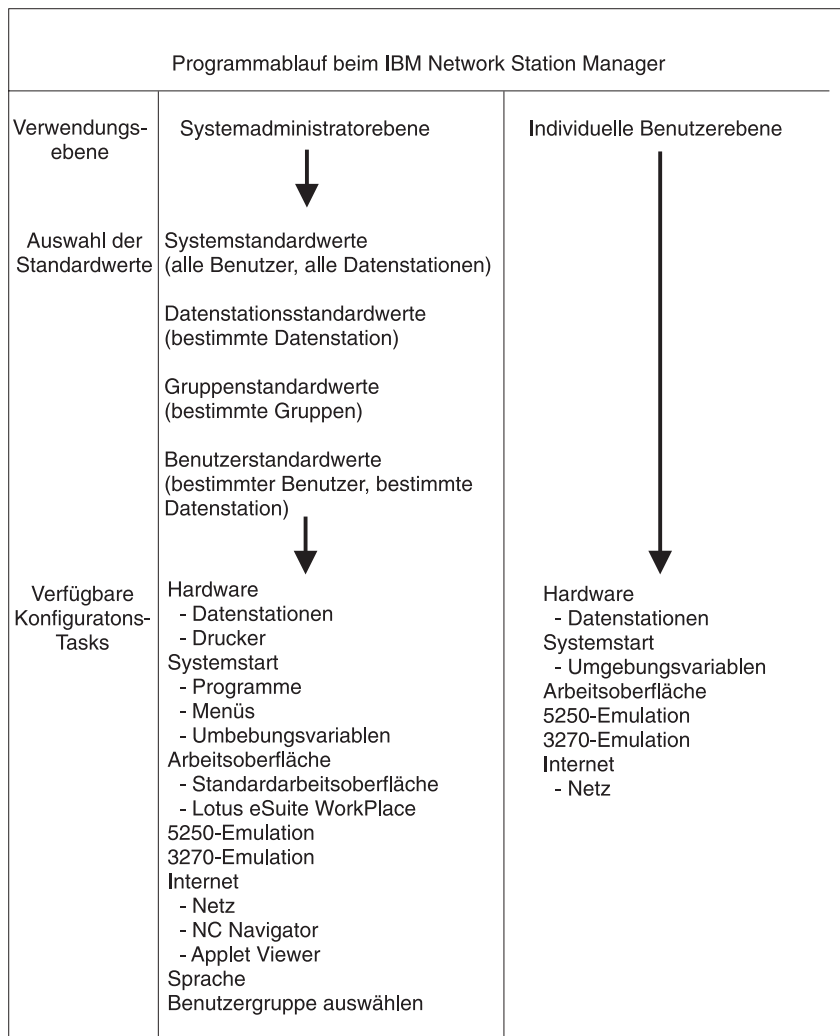 Programmablauf beim IBM Network Station Manager
Verwendungs-
ebene
Systemadministratorebene
Individuelle Benutzerebene
Auswahl der
Standardwerte
Systemstandardwerte
(alle Benutzer, alle Datenstationen)
Datenstationsstandardwerte
(bestimmte Datenstation)
Gruppenstandardwerte
(bestimmte Gruppen)
Benutzerstandardwerte
(bestimmter Benutzer, bestimmte
Datenstation)
Verfügbare
Konfiguratons-
Tasks
Hardware
- Datenstationen
- Drucker
Systemstart
- Programme
- Menüs
- Umbebungsvariablen
Arbeitsoberfläche
- Standardarbeitsoberfläche
- Lotus eSuite WorkPlace
5250-Emulation
3270-Emulation
Internet
- Netz
- NC Navigator
- Applet Viewer
Sprache
Benutzergruppe auswählen
Hardware
- Datenstationen
Systemstart
- Umgebungsvariablen
Arbeitsoberfläche
5250-Emulation
3270-Emulation
Internet
- Netz